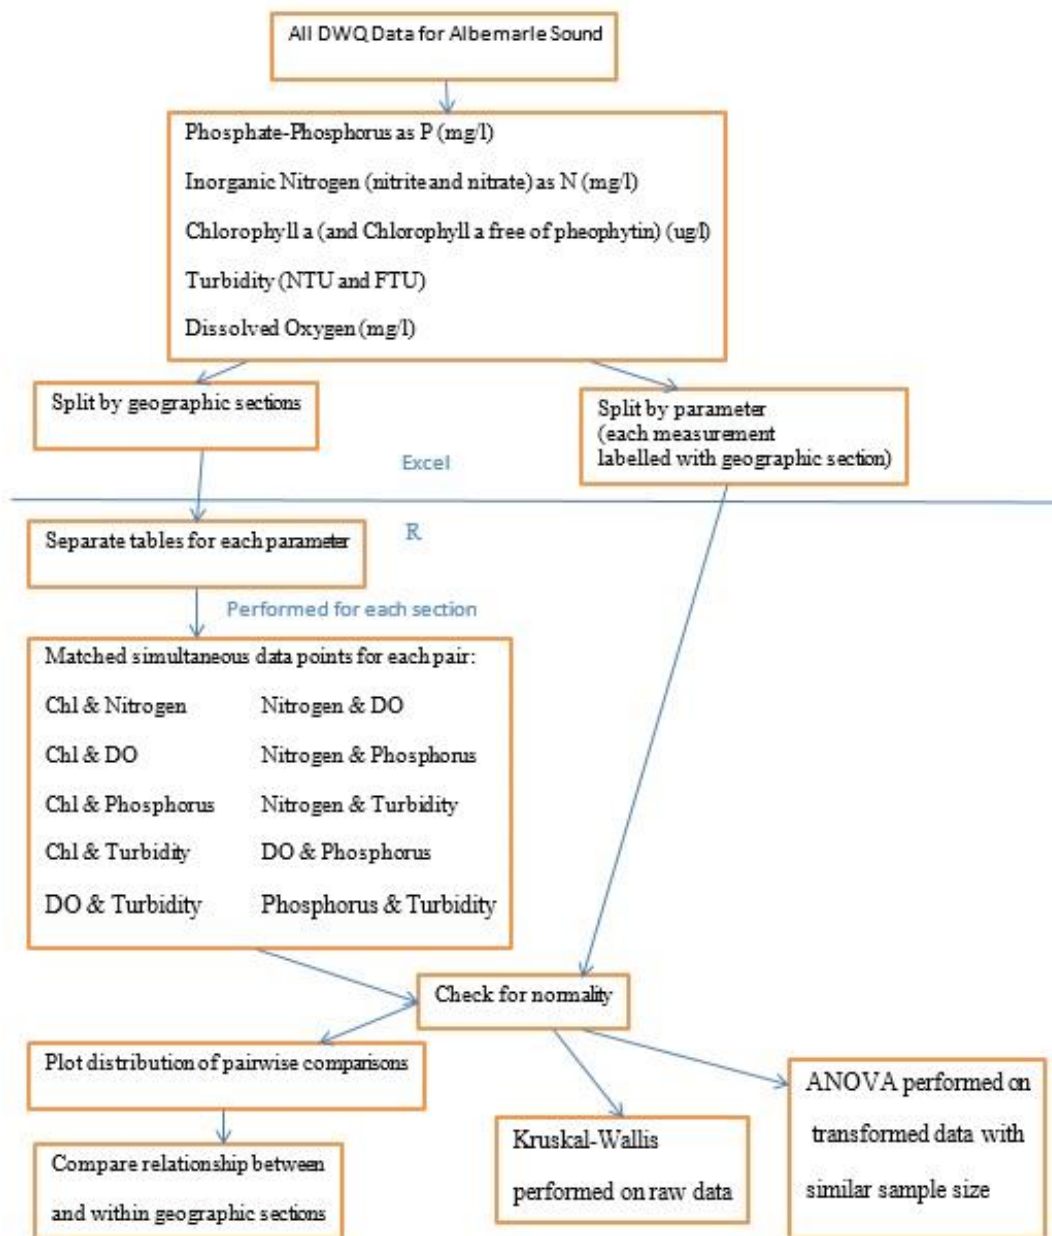 All DWQ Data for Albemarle Sound
Phosphate-Phosphorus as P (mg/l)
Inorganic Nitrogen (nitrite and nitrate) as N (mg/l)
Chlorophyll a (and Chlorophyll a free of pheophytin) (ug/l)
Turbidity (NTU and FTU)
Dissolved Oxygen (mg/l)
Split by geographic sections
Split by parameter
(each measurement
labelled with geographic section)
Excel
R
Separate tables for each parameter
Performed for each section
Matched simultaneous data points for each pair:
Chl & Nitrogen Nitrogen & DO
Chl & DO Nitrogen & Phosphorus
Chl & Phosphorus Nitrogen & Turbidity
Chl & Turbidity DO & Phosphorus
DO & Turbidity Phosphorus & Turbidity
Check for normality
Plot distribution of pairwise comparisons
Compare relationship between
and within geographic sections
Kruskal-Wallis
performed on raw data
ANOVA performed on
transformed data with
similar sample size